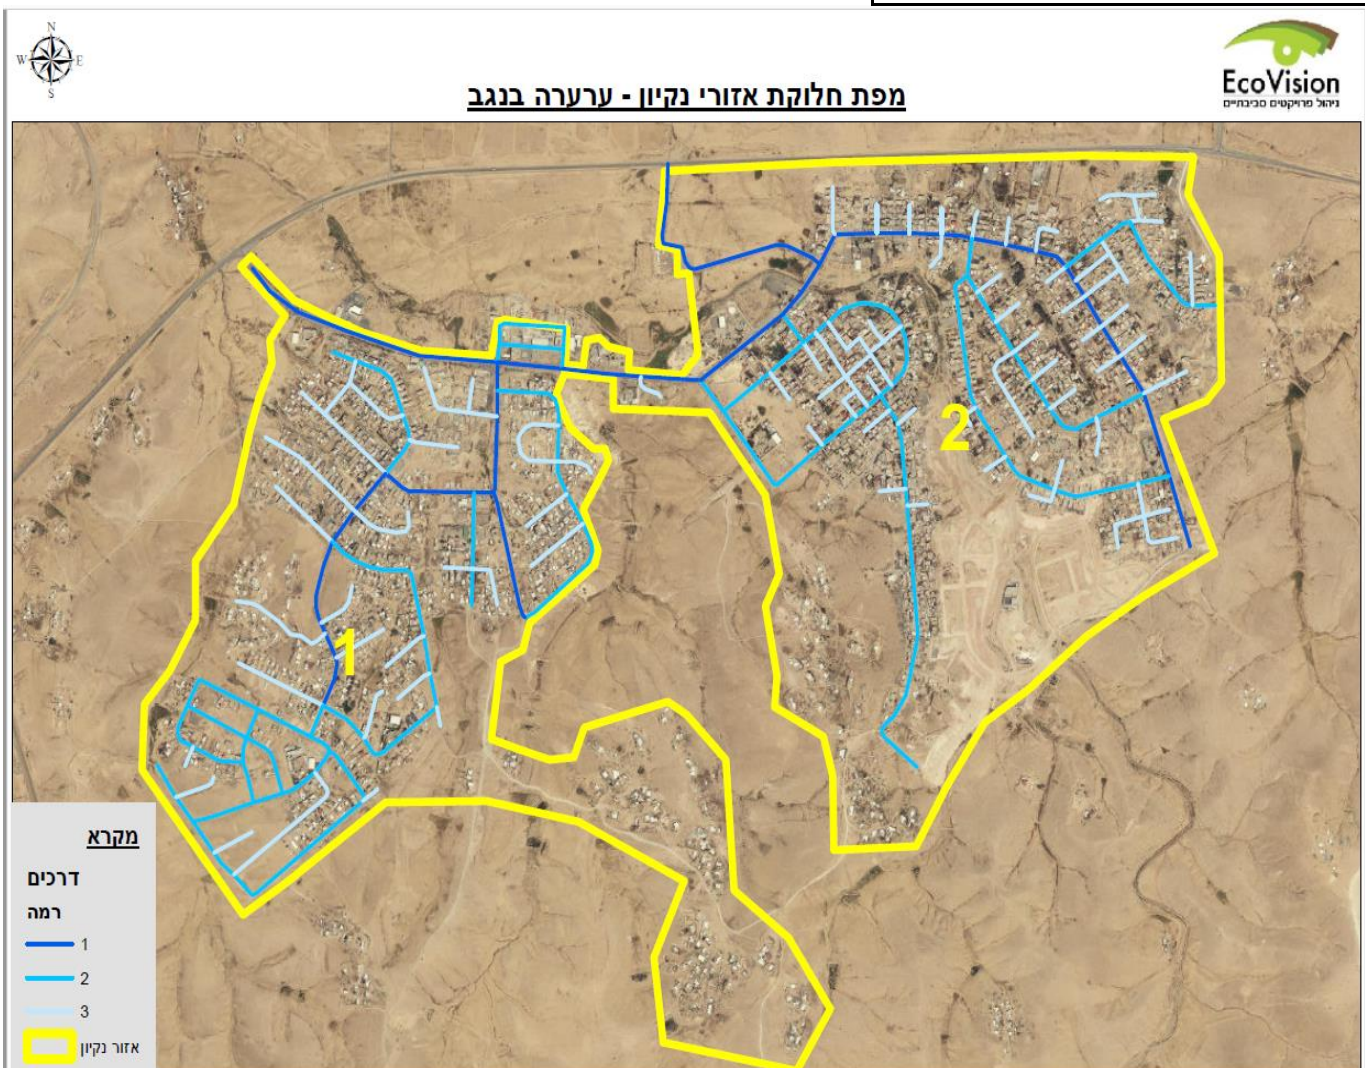 N
W E
S
EcoVision
ניהול פרויקטים סביבתיים
מפת חלוקת אזורי נקיון - ערערה בנגב
2
1
מקרא
דרכים
רמה
1
2
3
אזור נקיון